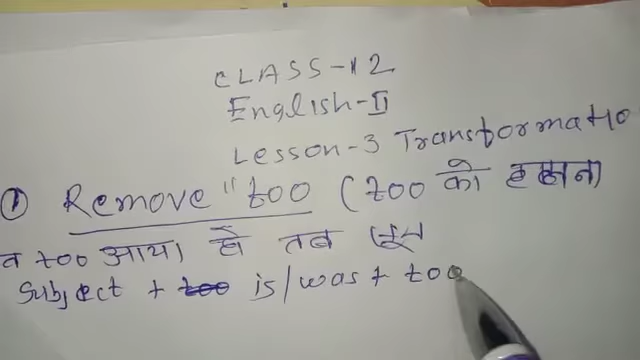 CLASS-12
English-II
Lesson-3 Transformatio
① Remove "too (too को हटाना)
व too आया हो तब
Subject + is/was + too